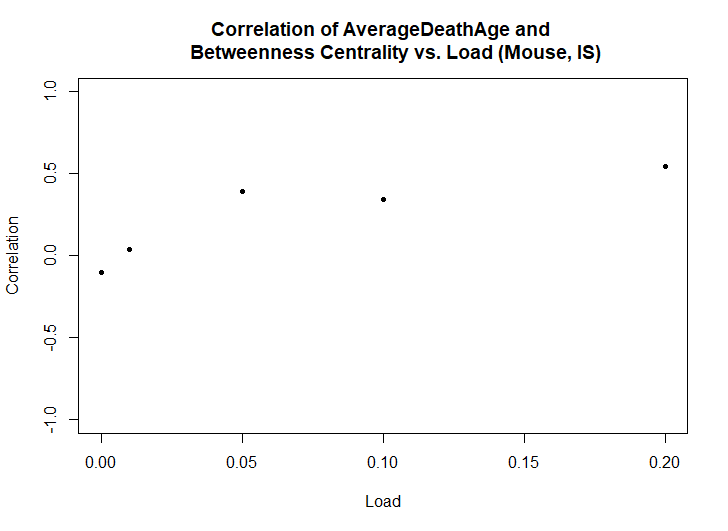 Correlation of AverageDeathAge and
Betweenness Centrality vs. Load (Mouse, IS)
1.0
0.5
0.0
-0.5
-1.0
Correlation
0.00 0.05 0.10 0.15 0.20
Load